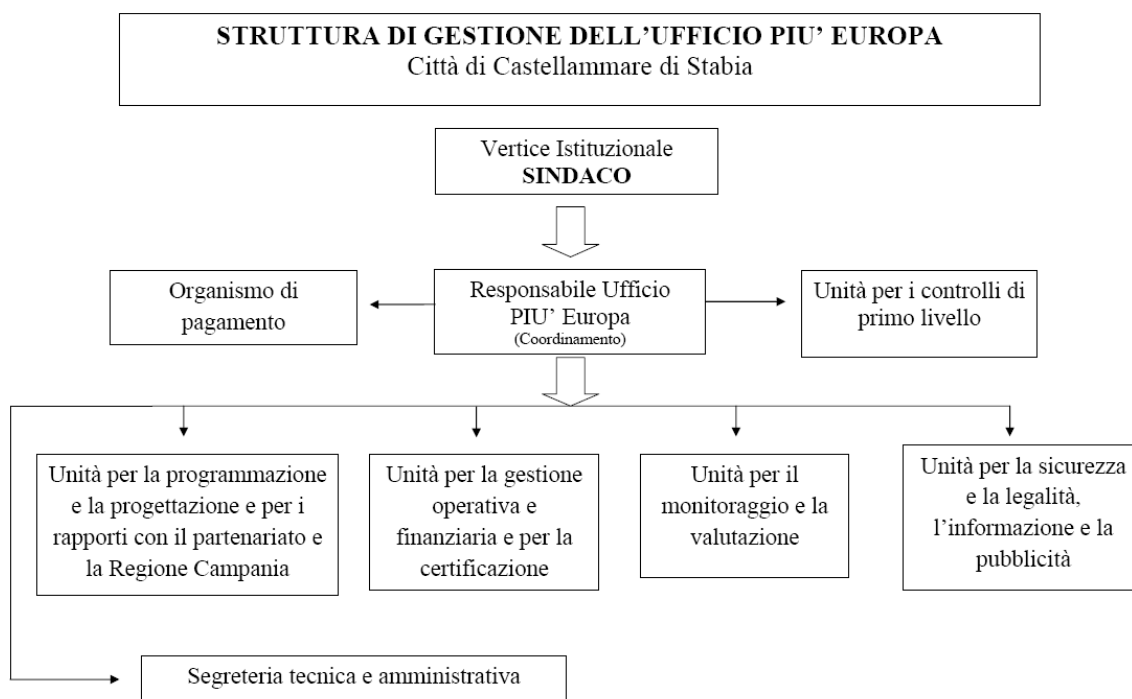 STRUTTURA DI GESTIONE DELL'UFFICIO PIU' EUROPA
Città di Castellammare di Stabia
Vertice Istituzionale
SINDACO
Organismo di
pagamento
Responsabile Ufficio
PIU' Europa
(Coordinamento)
Unità per i controlli di
primo livello
Unità per la programmazione
e la progettazione e per i
rapporti con il partenariato e
la Regione Campania
Unità per la gestione
operativa e
finanziaria e per la
certificazione
Unità per il
monitoraggio e la
valutazione
Unità per la sicurezza
e la legalità,
l'informazione e la
pubblicità
Segreteria tecnica e amministrativa